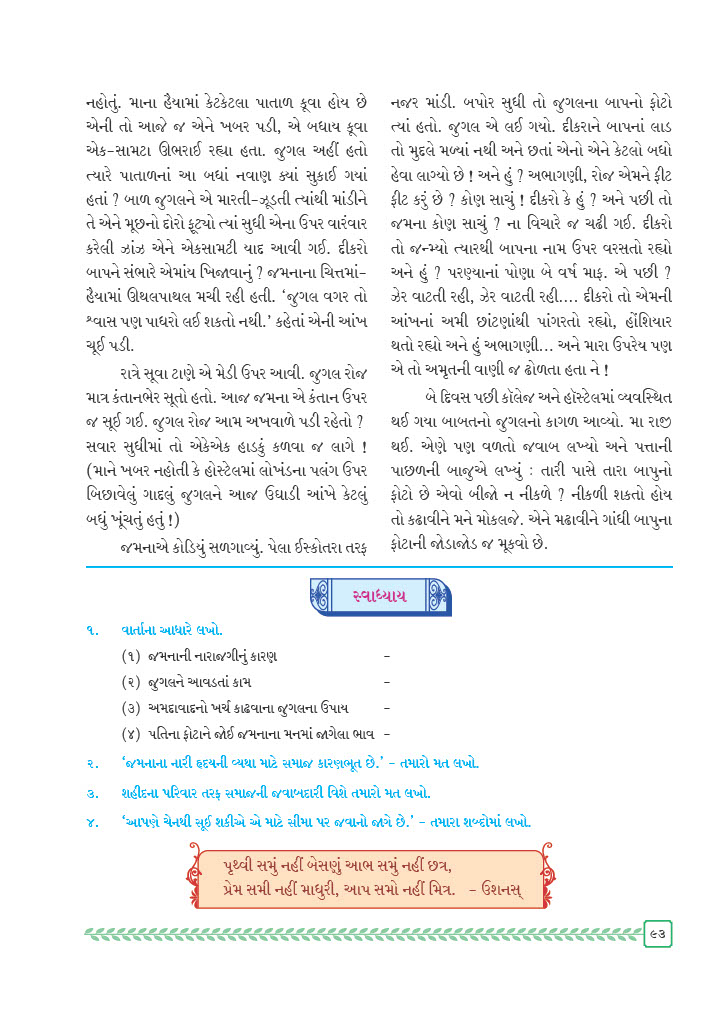 નહોતું. માના હૈયામાં કેટકેટલા પાતાળ કૂવા હોય છે
એની તો આજે જ એને ખબર પડી, એ બધાય કૂવા
એક-સામટા ઊભરાઈ રહ્યા હતા. જુગલ અહીં હતો
ત્યારે પાતાળનાં આ બધાં નવાણ ક્યાં સુકાઈ ગયાં
હતાં ? બાળ જુગલને એ મારતી-ઝૂડતી ત્યાંથી માંડીને
તે એને મૂછનો દોરો ફૂટ્યો ત્યાં સુધી એના ઉપર વારંવાર
કરેલી ઝાંઝ એને એકસામટી યાદ આવી ગઈ. દીકરો
બાપને સંભારે એમાંય ખિજાવાનું ? જમનાના ચિત્તમાં-
હૈયામાં ઊથલપાથલ મચી રહી હતી. ‘જુગલ વગર તો
શ્વાસ પણ પાધરો લઈ શકતો નથી.’ કહેતાં એની આંખ
ચૂઈ પડી.
રાત્રે સૂવા ટાણે એ મેડી ઉપર આવી. જુગલ રોજ
માત્ર કંતાનભેર સૂતો હતો. આજ જમના એ કંતાન ઉપર
જ સૂઈ ગઈ. જુગલ રોજ આમ અખવાળે પડી રહેતો ?
સવાર સુધીમાં તો એકેએક હાડકું કળવા જ લાગે !
(માને ખબર નહોતી કે હોસ્ટેલમાં લોખંડના પલંગ ઉપર
બિછાવેલું ગાદલું જુગલને આજ ઉઘાડી આંખે કેટલું
બધું ખૂંચતું હતું !)
જમનાએ કોડિયું સળગાવ્યું. પેલા ઈસ્કોતરા તરફ
નજર માંડી. બપોર સુધી તો જુગલના બાપનો ફોટો
ત્યાં હતો. જુગલ એ લઈ ગયો. દીકરાને બાપનાં લાડ
તો મુદલે મળ્યાં નથી અને છતાં એનો એને કેટલો બધો
હેવા લાગ્યો છે ! અને હું ? અભાગણી, રોજ એમને ફીટ
ફીટ કરું છે ? કોણ સાચું ! દીકરો કે હું ? અને પછી તો
જમના કોણ સાચું ? ના વિચારે જ ચઢી ગઈ. દીકરો
તો જન્મ્યો ત્યારથી બાપના નામ ઉપર વરસતો રહ્યો
અને હું ? પરણ્યાનાં પોણા બે વર્ષ માફ. એ પછી ?
ઝેર વાટતી રહી, ઝેર વાટતી રહી.... દીકરો તો એમની
આંખનાં અમી છાંટણાંથી પાંગરતો રહ્યો, હોંશિયાર
થતો રહ્યો અને હું અભાગણી... અને મારા ઉપરેય પણ
એ તો અમૃતની વાણી જ ઢોળતા હતા ને !
બે દિવસ પછી કૉલેજ અને હૉસ્ટેલમાં વ્યવસ્થિત
થઈ ગયા બાબતનો જુગલનો કાગળ આવ્યો. મા રાજી
થઈ. એણે પણ વળતો જવાબ લખ્યો અને પત્તાની
પાછળની બાજુએ લખ્યું : તારી પાસે તારા બાપુનો
ફોટો છે એવો બીજો ન નીકળે ? નીકળી શકતો હોય
તો કઢાવીને મને મોકલજે. એને મઢાવીને ગાંધી બાપુના
ફોટાની જોડાજોડ જ મૂકવો છે.
સ્વાધ્યાય
૧. વાર્તાના આધારે લખો.
(૧) જમનાની નારાજગીનું કારણ –
(૨) જુગલને આવડતાં કામ –
(૩) અમદાવાદનો ખર્ચ કાઢવાના જુગલના ઉપાય –
(૪) પતિના ફોટાને જોઈ જમનાના મનમાં જાગેલા ભાવ –
૨. ‘જમનાના નારી હૃદયની વ્યથા માટે સમાજ કારણભૂત છે.’ – તમારો મત લખો.
૩. શહીદના પરિવાર તરફ સમાજની જવાબદારી વિશે તમારો મત લખો.
૪. ‘આપણે ચેનથી સૂઈ શકીએ એ માટે સીમા પર જવાનો જાગે છે.’ – તમારા શબ્દોમાં લખો.
પૃથ્વી સમું નહીં બેસણું આભ સમું નહીં છત્ર,
પ્રેમ સમી નહીં માધુરી, આપ સમો નહીં મિત્ર. – ઉશનસ્
૯૩